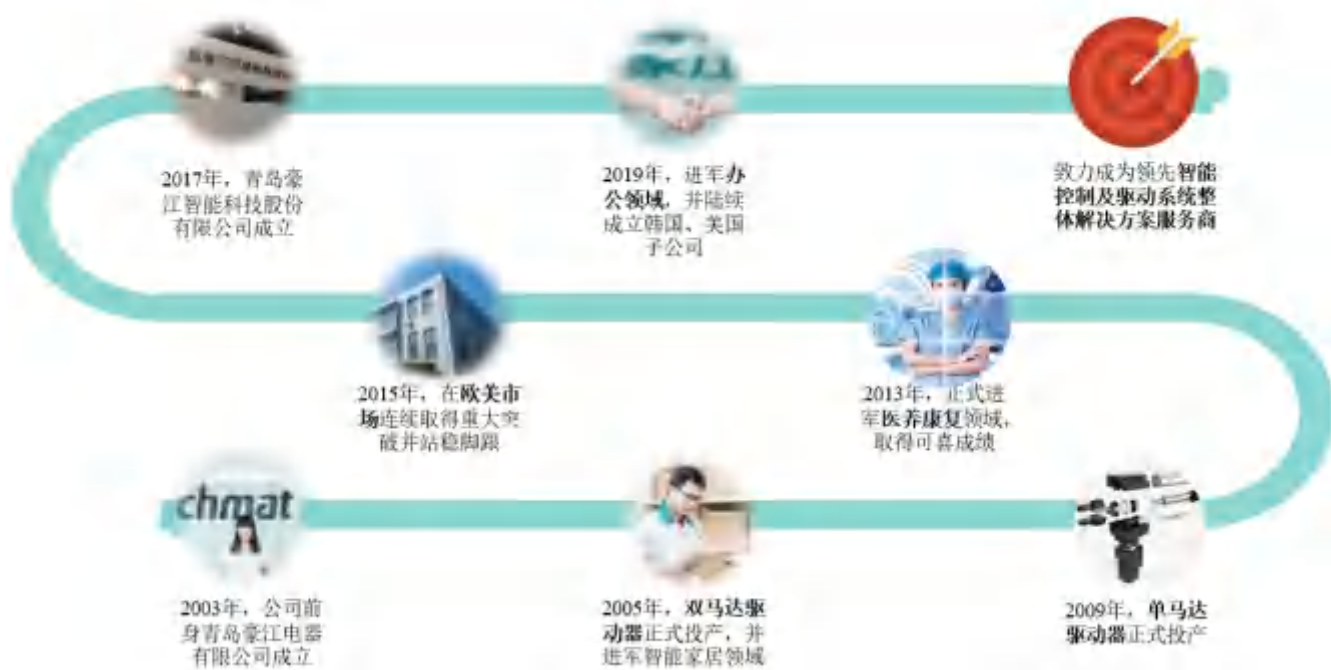 2017年，青岛豪
江智能科技股份
有限公司成立
2019年，进军办
公领域，并陆续
成立韩国、美国
子公司
致力成为领先智能
控制及驱动系统整
体解决方案服务商
2015年，在欧美市
场连续取得重大突
破并站稳脚跟
2013年，正式进
军医养康复领域，
取得可喜成绩
chmat
2003年，公司前
身青岛豪江电器
有限公司成立
2005年，双马达驱
动器正式投产，并
进军智能家居领域
2009年，单马达
驱动器正式投产